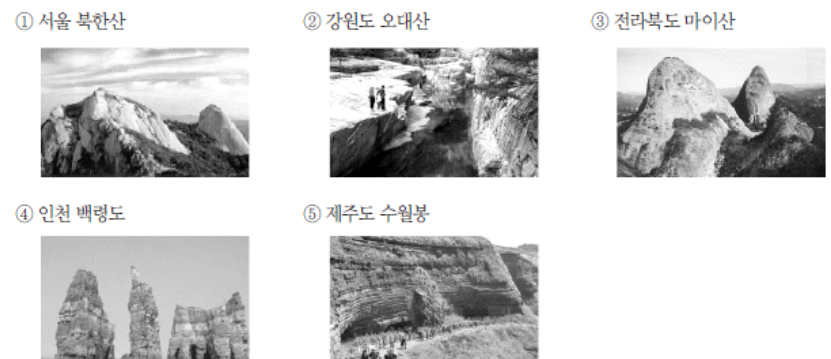 ① 서울 북한산
② 강원도 오대산
③ 전라북도 마이산
④ 인천 백령도
⑤ 제주도 수월봉